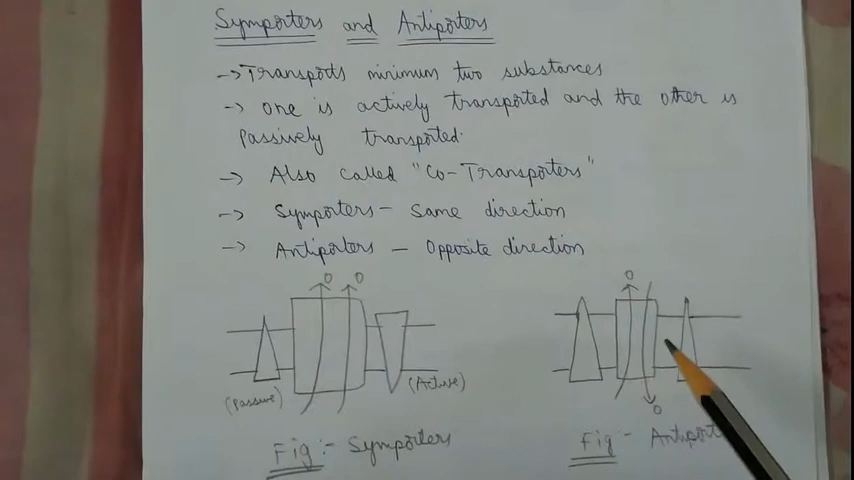 Symporters and Antiporters
→ Transports minimum two substances
→ One is actively transported and the other is
Passively transported.
→ Also called "Co-Transporters"
→ Symporters - Same direction
→ Antiporters - Opposite direction
(Passive)
(Active)
Fig :- Symporters
Fig -